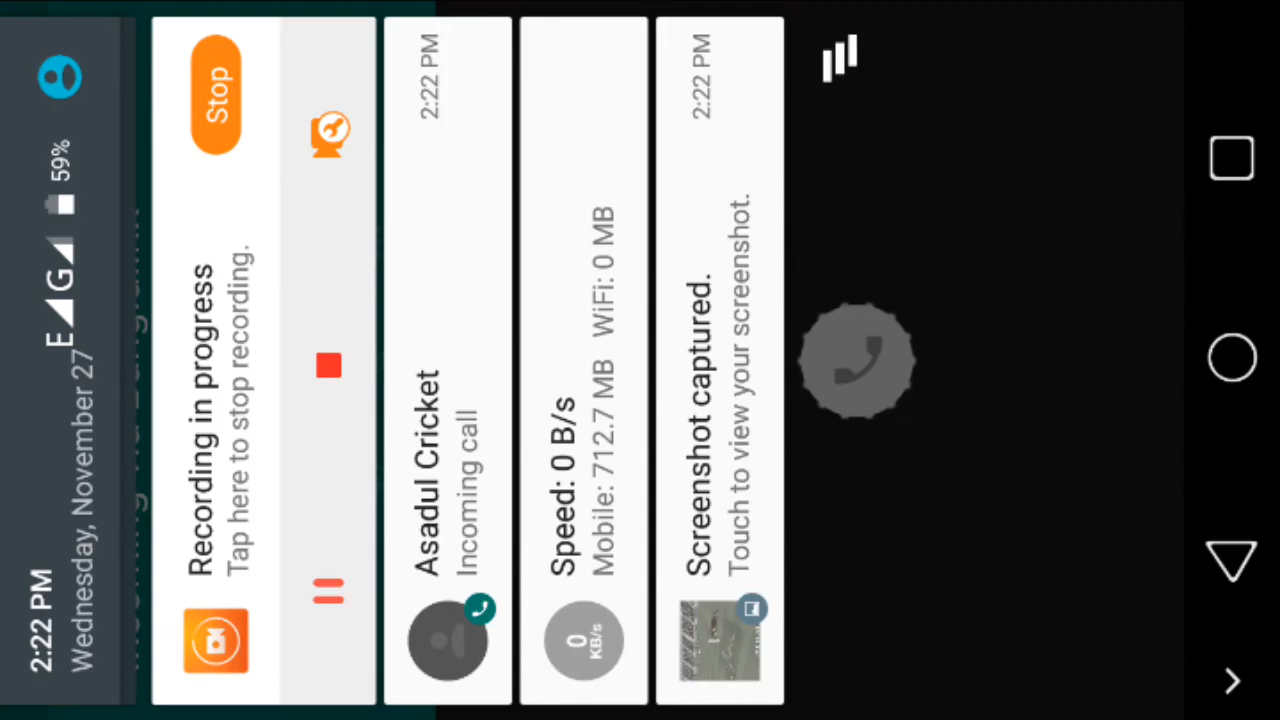 2:22 PM
E G 59%
Wednesday, November 27
Recording in progress
Tap here to stop recording.
Stop
Asadul Cricket
2:22 PM
Incoming call
0
KB/s
Speed: 0 B/s
Mobile: 712.7 MB WiFi: 0 MB
Screenshot captured.
2:22 PM
Touch to view your screenshot.